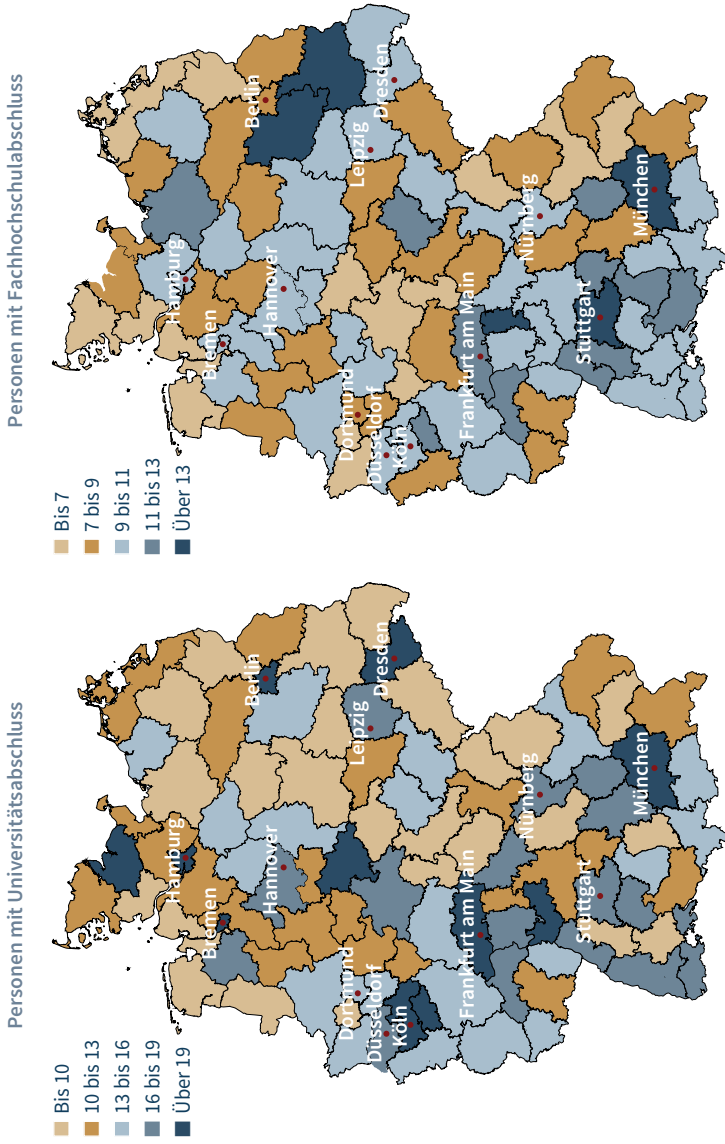 Personen mit Universitätsabschluss
Bis 10
10 bis 13
13 bis 16
16 bis 19
Über 19
Hamburg
Bremen
Berlin
Hannover
Dortmund
Düsseldorf
Köln
Leipzig
Dresden
Frankfurt am Main
Nürnberg
Stuttgart
München
Personen mit Fachhochschulabschluss
Bis 7
7 bis 9
9 bis 11
11 bis 13
Über 13
Hamburg
Bremen
Berlin
Hannover
Dortmund
Düsseldorf
Köln
Leipzig
Dresden
Frankfurt am Main
Nürnberg
Stuttgart
München